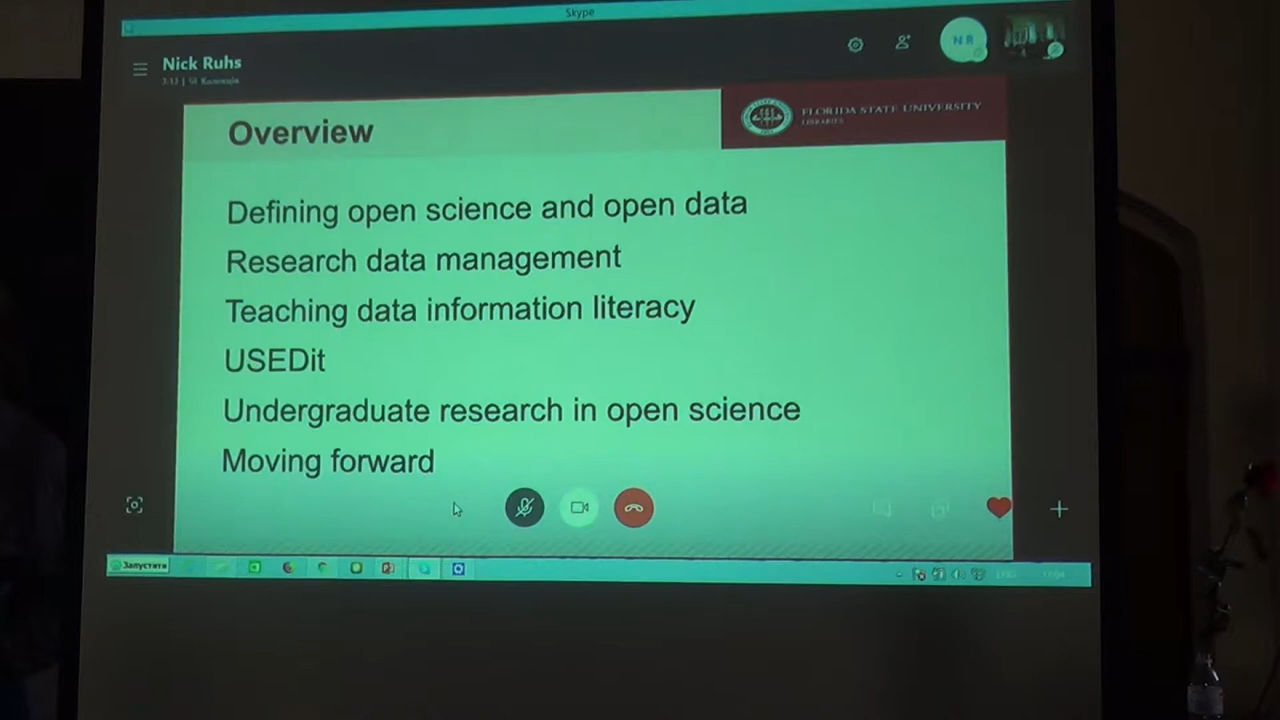 Skype
Nick Ruhs
N R
FLORIDA STATE UNIVERSITY
LIBRARIES
Overview
Defining open science and open data
Research data management
Teaching data information literacy
USEDit
Undergraduate research in open science
Moving forward
Запустити